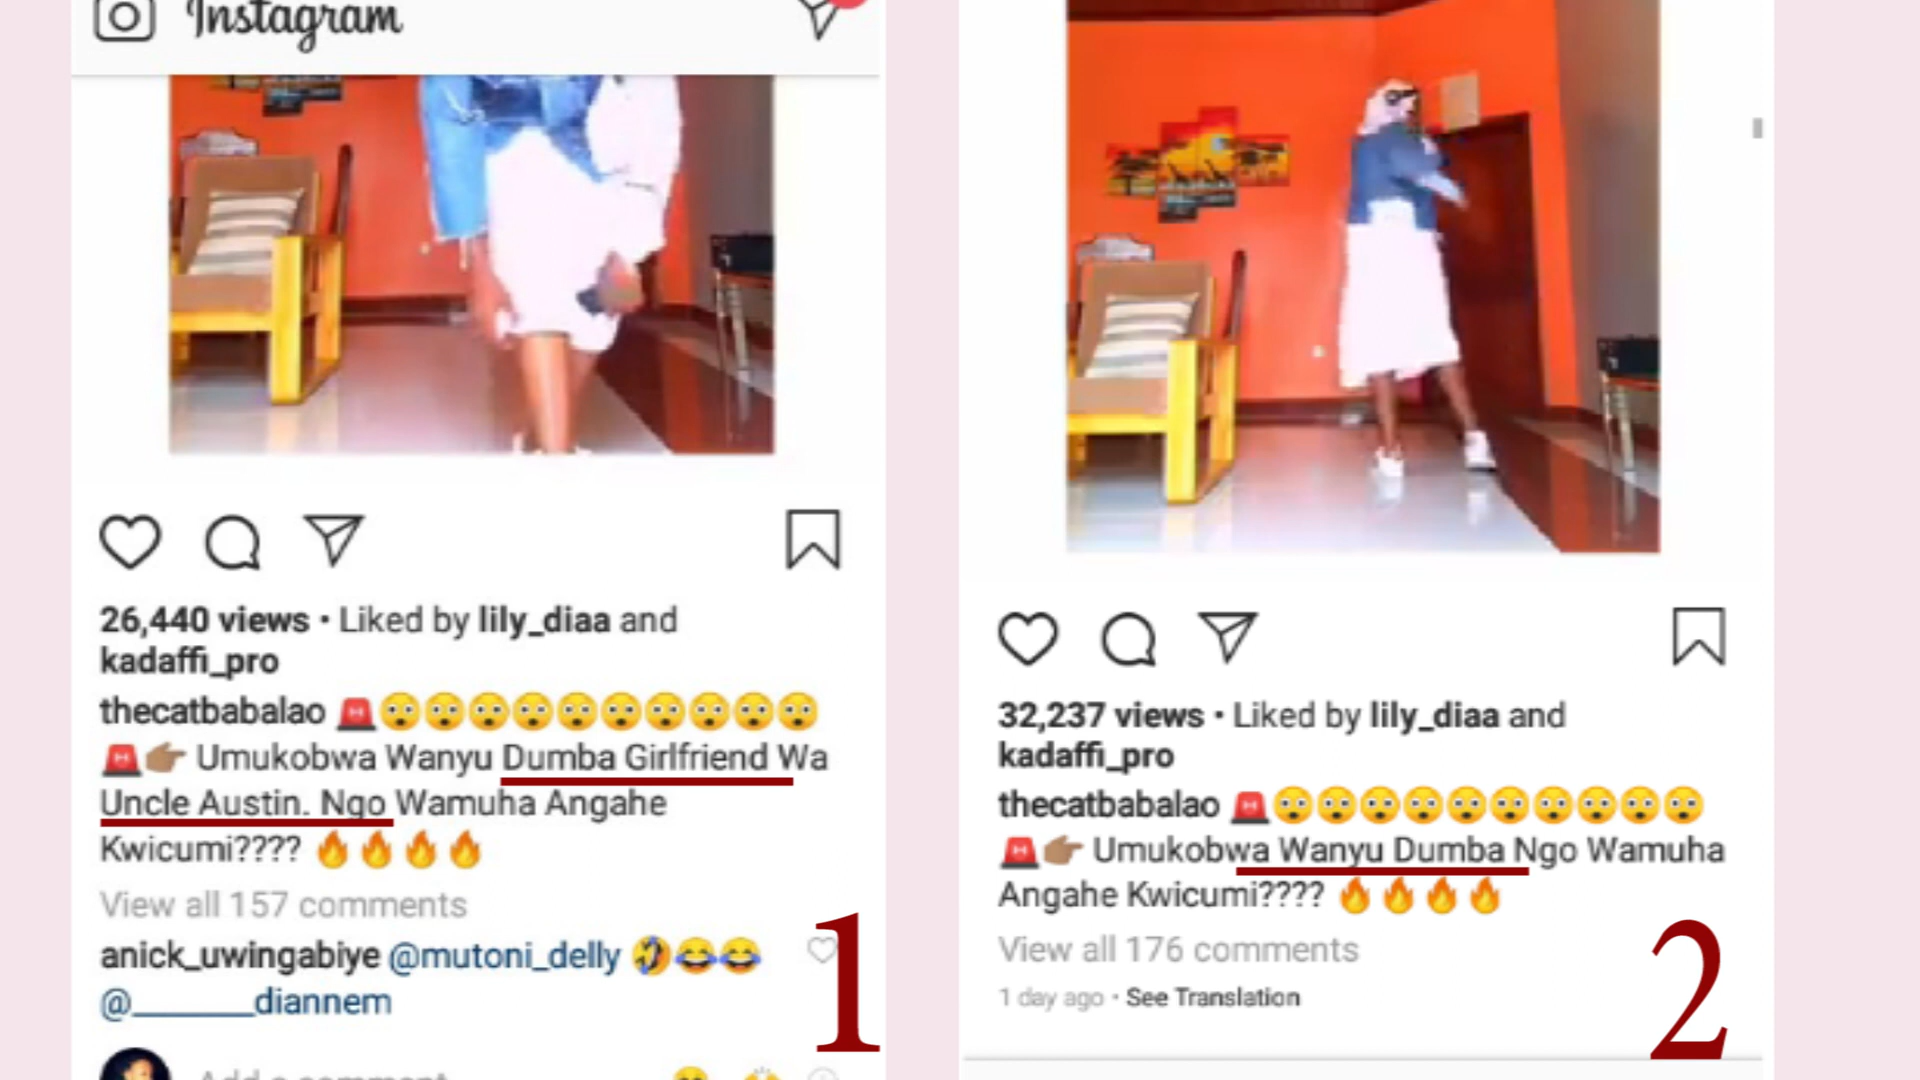 Instagram
26,440 views • Liked by lily_diaa and
kadaffi_pro
thecatbabalao 🚨😳😳😳😳😳😳😳😳😳😳
🚨👉🏽 Umukobwa Wanyu Dumba Girlfriend Wa
Uncle Austin. Ngo Wamuha Angahe
Kwicumi???? 🔥🔥🔥🔥
View all 157 comments
anick_uwingabiye @mutoni_delly 🤣😂😂
@_______diannem
Add a comment
1
32,237 views • Liked by lily_diaa and
kadaffi_pro
thecatbabalao 🚨😳😳😳😳😳😳😳😳😳😳
🚨👉🏽 Umukobwa Wanyu Dumba Ngo Wamuha
Angahe Kwicumi???? 🔥🔥🔥🔥
View all 176 comments
1 day ago • See Translation
2